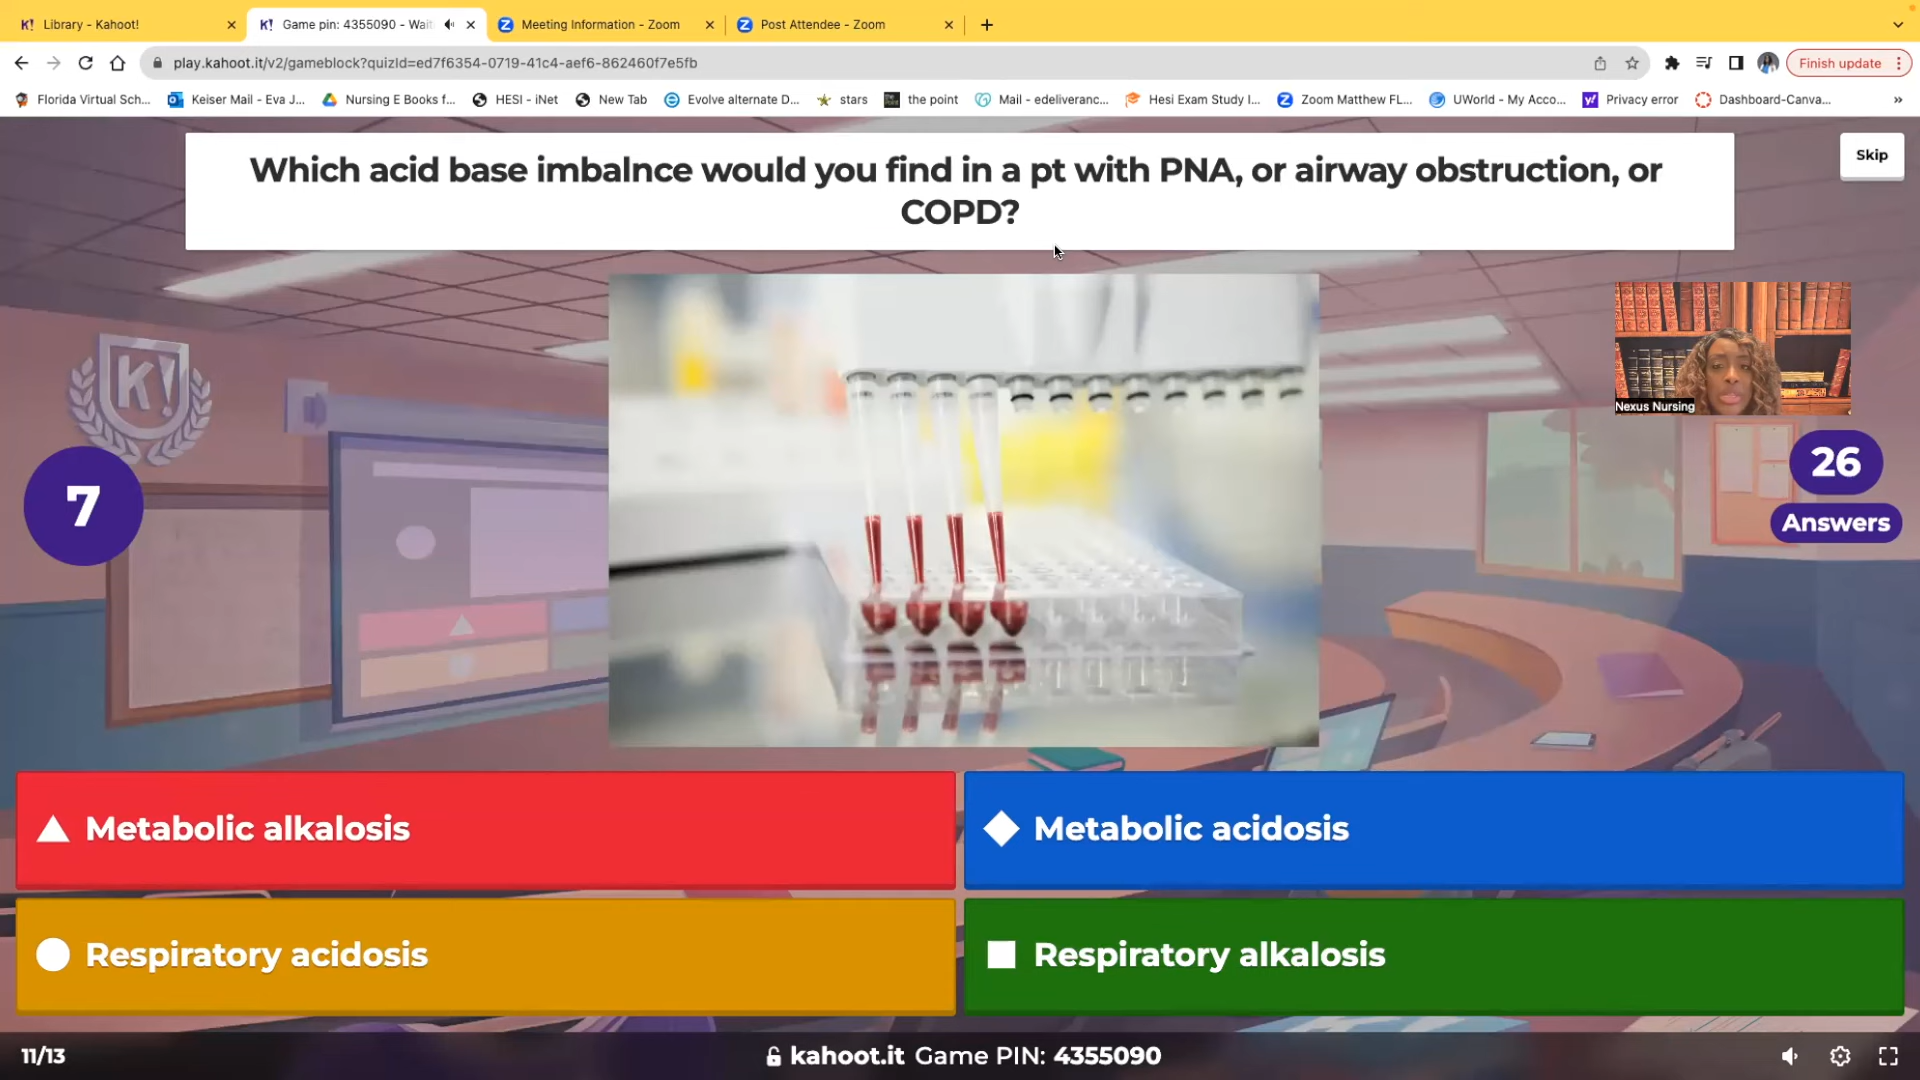 Library - Kahoot!
Game pin: 4355090 - Wait
Meeting Information - Zoom
Post Attendee - Zoom
play.kahoot.it/v2/gameblock?quizId=ed7f6354-0719-41c4-aef6-862460f7e5fb
Finish update
Florida Virtual Sch...
Keiser Mail - Eva J...
Nursing E Books f...
HESI - iNet
New Tab
Evolve alternate D...
stars
the point
Mail - edeliveranc...
Hesi Exam Study I...
Zoom Matthew FL...
UWorld - My Acco...
Privacy error
Dashboard-Canva...
Which acid base imbalnce would you find in a pt with PNA, or airway obstruction, or
COPD?
Skip
K!
Nexus Nursing
7
26
Answers
Metabolic alkalosis
Metabolic acidosis
Respiratory acidosis
Respiratory alkalosis
11/13
kahoot.it Game PIN: 4355090